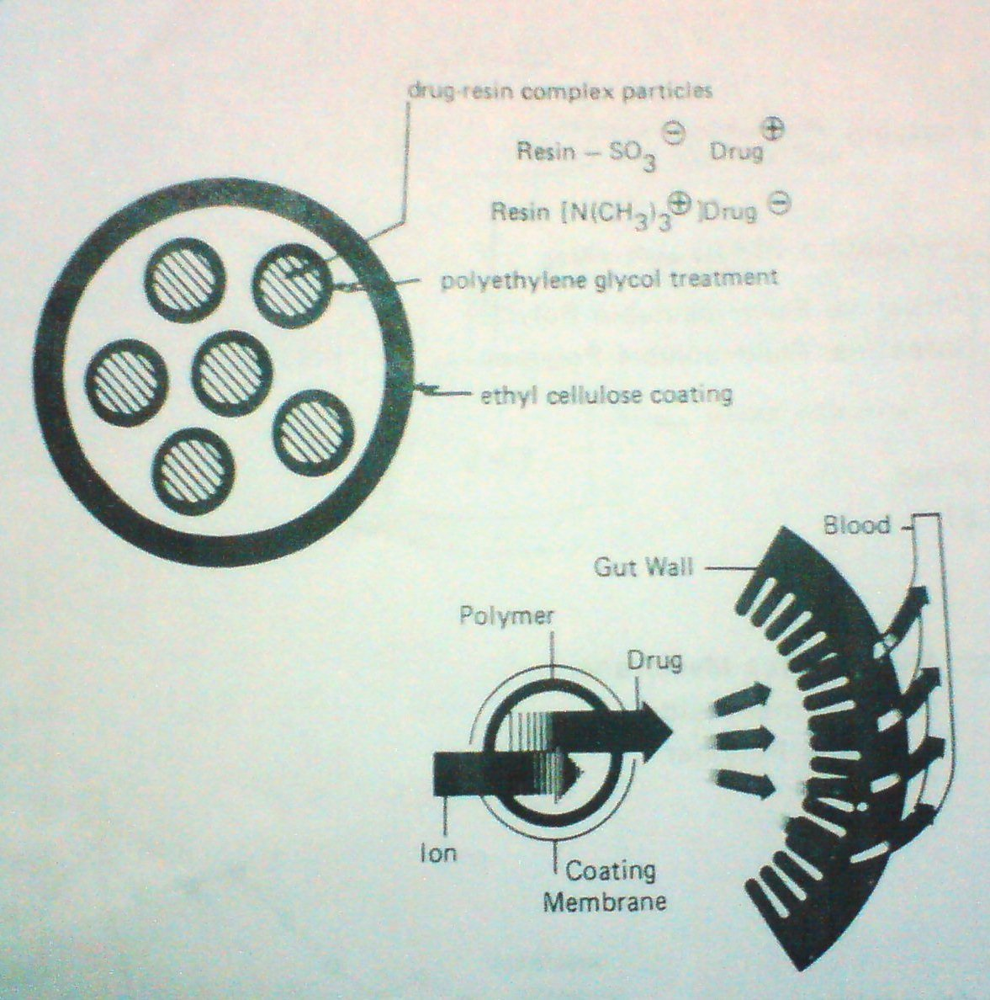 drug-resin complex particles
Resin – SO3⊖ Drug⊕
Resin [N(CH3)3⊕]Drug⊖
polyethylene glycol treatment
ethyl cellulose coating
Blood
Gut Wall
Polymer
Drug
Ion
Coating
Membrane